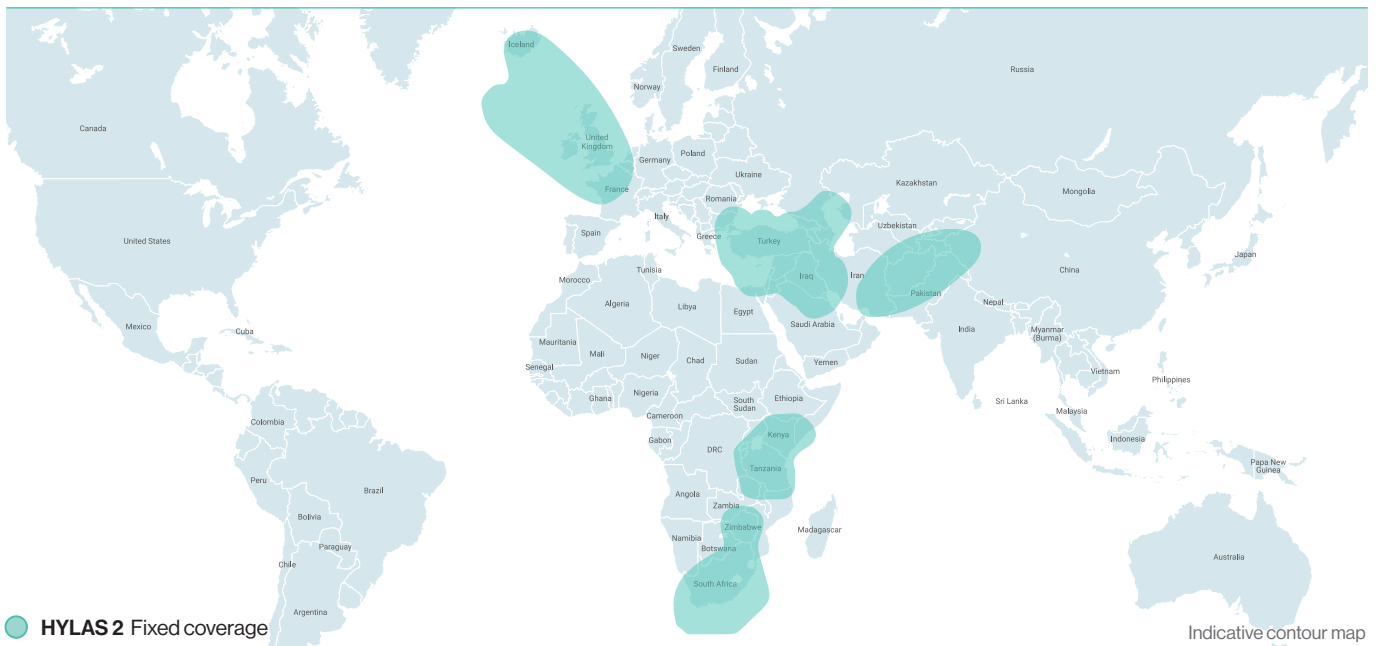 Iceland
Sweden
Finland
Russia
Norway
Canada
United
Kingdom
Germany
Poland
Ukraine
Kazakhstan
Mongolia
France
Romania
Italy
Uzbekistan
Spain
Greece
Turkey
United States
Japan
China
Tunisia
Morocco
Iraq
Iran
Algeria
Libya
Egypt
Pakistan
Nepal
Mexico
Cuba
Saudi Arabia
India
Myanmar
(Burma)
Mauritania
Mali
Niger
Chad
Sudan
Yemen
Senegal
Vietnam
Philippines
Ghana
Nigeria
South
Sudan
Ethiopia
Sri Lanka
Malaysia
Colombia
Cameroon
Gabon
Kenya
DRC
Indonesia
Tanzania
Papa New
Guinea
Peru
Brazil
Angola
Zambia
Bolivia
Zimbabwe
Madagascar
Namibia
Botswana
Paraguay
Chile
Australia
South Africa
Argentina
HYLAS 2 Fixed coverage
Indicative contour map